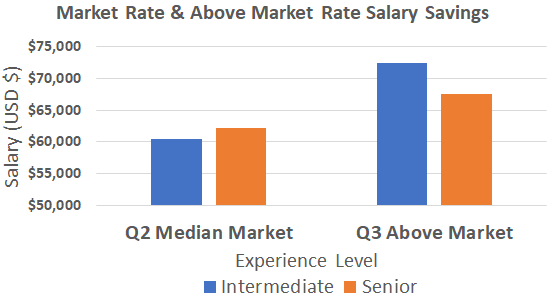 Market Rate & Above Market Rate Salary Savings
$75,000
$70,000
$65,000
$60,000
$55,000
$50,000
Salary (USD $)
Q2 Median Market
Q3 Above Market
Experience Level
Intermediate
Senior